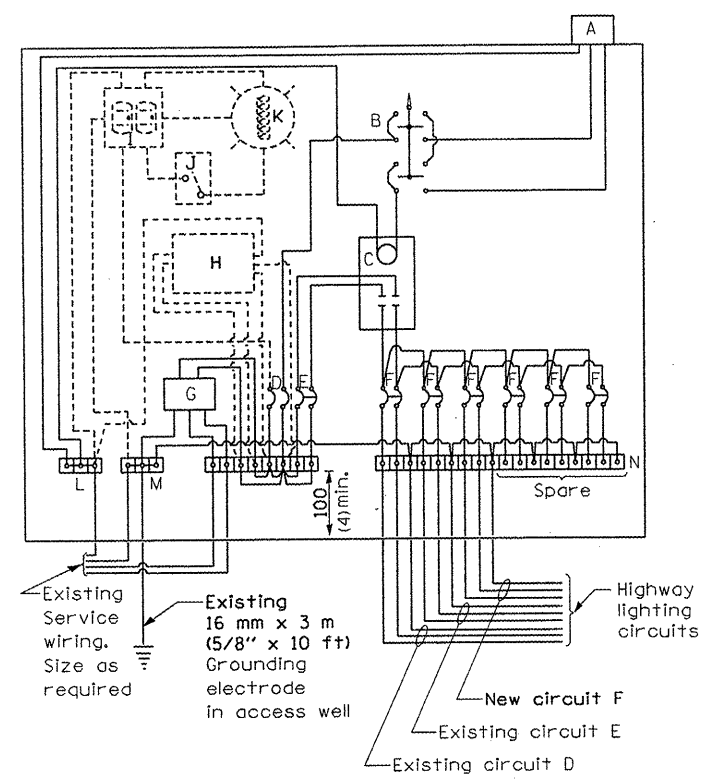 A
B
K
I
J
H
C
D
E
F
F
F
F
F
F
G
L
M
N
100
(4)min.
Spare
Existing
Service
wiring.
Size as
required
Existing
16 mm x 3 m
(5/8" x 10 ft)
Grounding
electrode
in access well
Highway
lighting
circuits
New circuit F
Existing circuit E
Existing circuit D